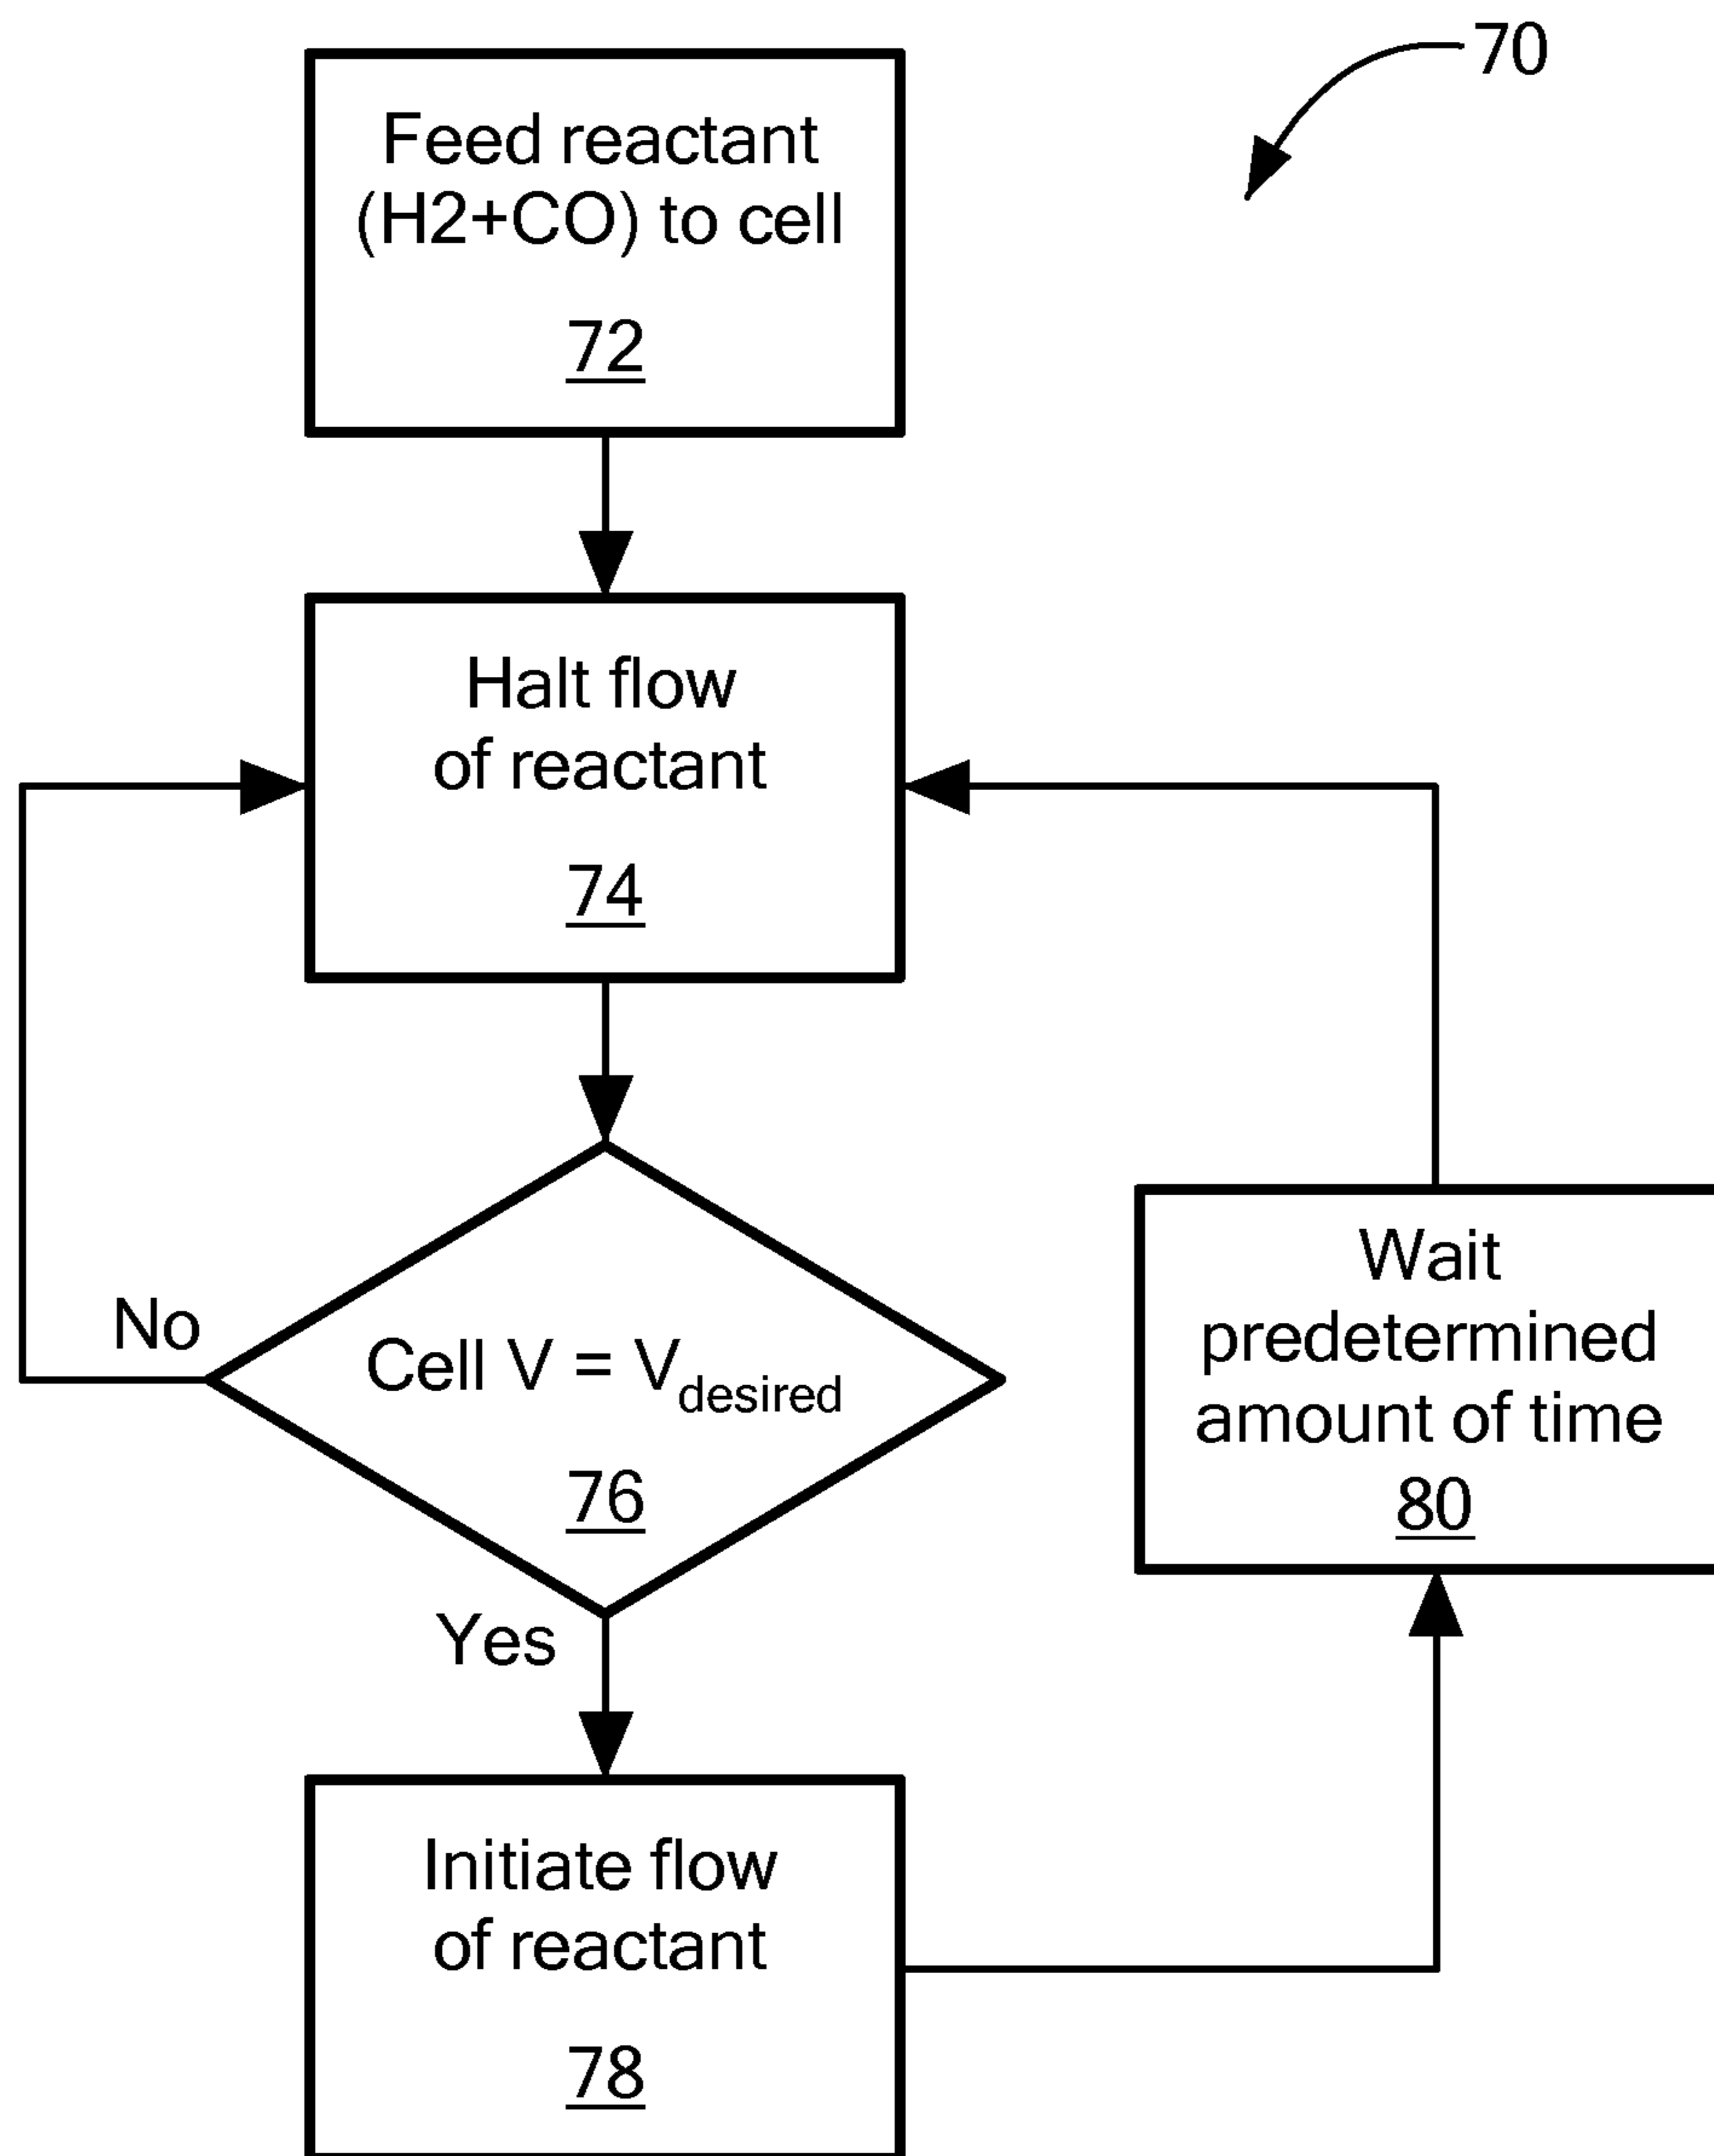 70
Feed reactant
(H2+CO) to cell
72
Halt flow
of reactant
74
No
Cell V = Vdesired
76
Yes
Wait
predetermined
amount of time
80
Initiate flow
of reactant
78